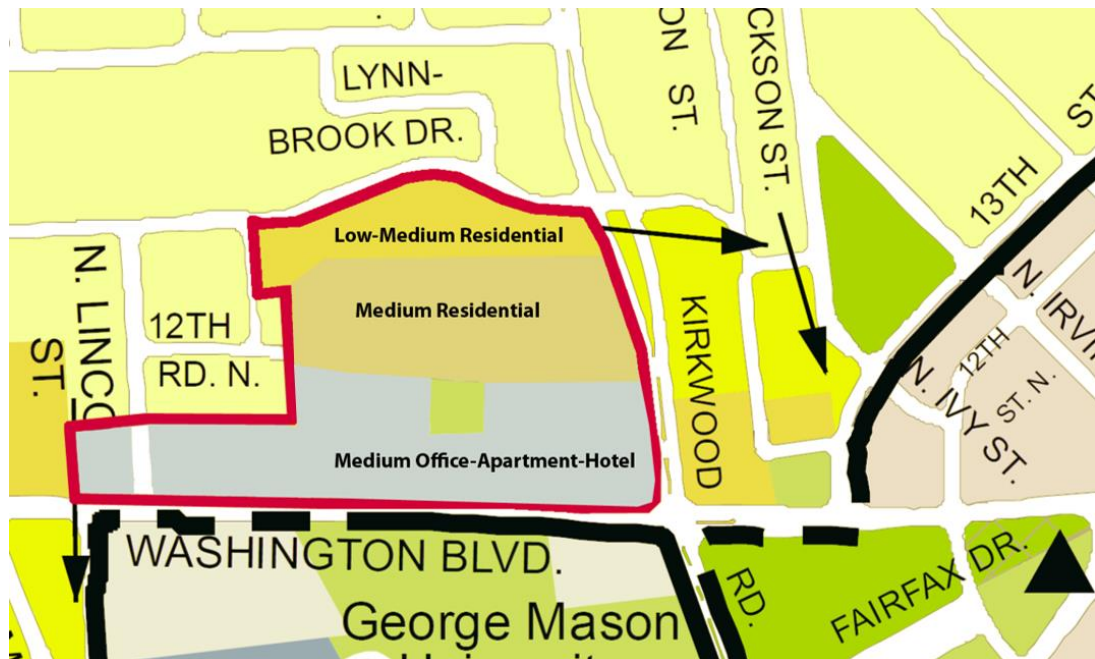 ON ST.
CKSON ST.
LYNN-
BROOK DR.
ST.
13TH
Low-Medium Residential
N. LINCO
ST.
12TH
RD. N.
Medium Residential
KIRKWOOD
RD.
N. IRVI
12TH
ST. N.
N. IVY ST.
Medium Office-Apartment-Hotel
WASHINGTON BLVD.
FAIRFAX DR.
George Mason